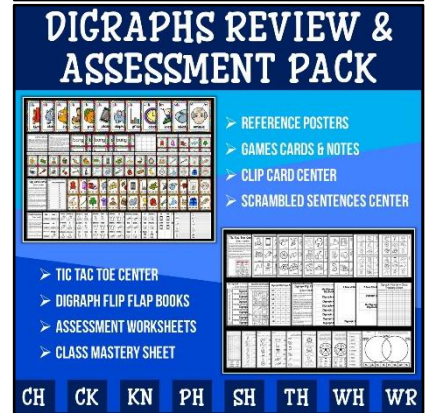 DIGRAPHS REVIEW &
ASSESSMENT PACK
➤ REFERENCE POSTERS
➤ GAMES CARDS & NOTES
➤ CLIP CARD CENTER
➤ SCRAMBLED SENTENCES CENTER
➤ TIC TAC TOE CENTER
➤ DIGRAPH FLIP FLAP BOOKS
➤ ASSESSMENT WORKSHEETS
➤ CLASS MASTERY SHEET
CH CK KN PH SH TH WH WR